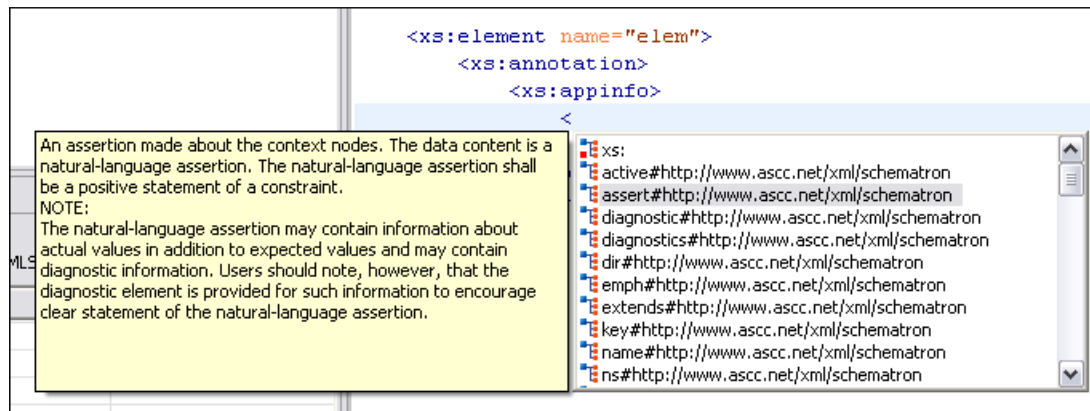 <xs:element name="elem">
<xs:annotation>
<xs:appinfo>
<
An assertion made about the context nodes. The data content is a
natural-language assertion. The natural-language assertion shall
be a positive statement of a constraint.
NOTE:
The natural-language assertion may contain information about
actual values in addition to expected values and may contain
diagnostic information. Users should note, however, that the
diagnostic element is provided for such information to encourage
clear statement of the natural-language assertion.
xs:
active#http://www.ascc.net/xml/schematron
assert#http://www.ascc.net/xml/schematron
diagnostic#http://www.ascc.net/xml/schematron
diagnostics#http://www.ascc.net/xml/schematron
dir#http://www.ascc.net/xml/schematron
emph#http://www.ascc.net/xml/schematron
extends#http://www.ascc.net/xml/schematron
key#http://www.ascc.net/xml/schematron
name#http://www.ascc.net/xml/schematron
ns#http://www.ascc.net/xml/schematron